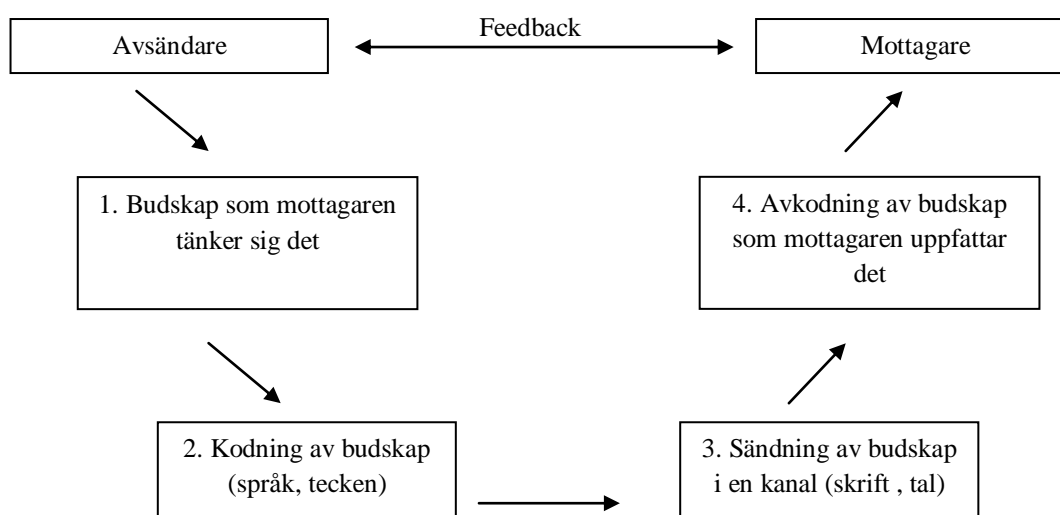 Avsändare
Feedback
Mottagare
1. Budskap som mottagaren
tänker sig det
4. Avkodning av budskap
som mottagaren uppfattar
det
2. Kodning av budskap
(språk, tecken)
3. Sändning av budskap
i en kanal (skrift , tal)